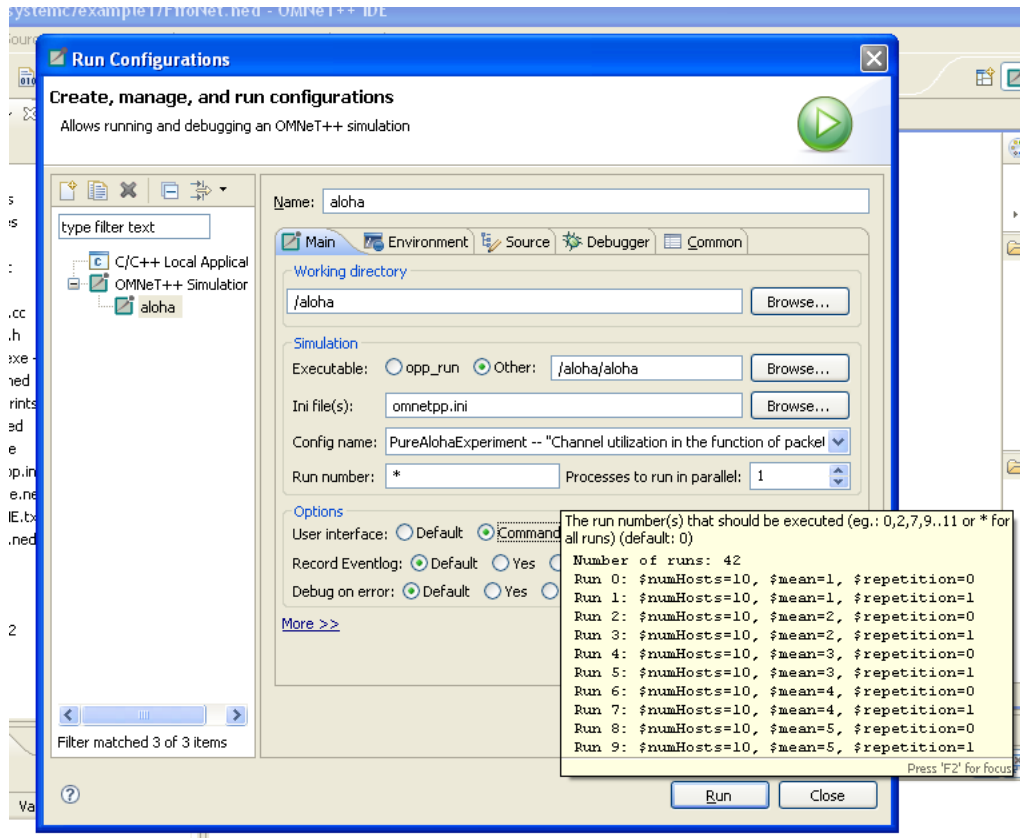 systemc/example1/FifoNet.ned - OMNeT++ IDE
Run Configurations
Create, manage, and run configurations
Allows running and debugging an OMNeT++ simulation
type filter text
C/C++ Local Applicat
OMNeT++ Simulation
aloha
Filter matched 3 of 3 items
Name: aloha
Main Environment Source Debugger Common
Working directory
/aloha Browse...
Simulation
Executable: opp_run Other: /aloha/aloha Browse...
Ini file(s): omnetpp.ini Browse...
Config name: PureAlohaExperiment -- "Channel utilization in the function of packet
Run number: * Processes to run in parallel: 1
Options
User interface: Default Command
Record Eventlog: Default Yes
Debug on error: Default Yes
More >>
The run number(s) that should be executed (eg.: 0,2,7,9..11 or * for
all runs) (default: 0)
Number of runs: 42
Run 0: $numHosts=10, $mean=1, $repetition=0
Run 1: $numHosts=10, $mean=1, $repetition=1
Run 2: $numHosts=10, $mean=2, $repetition=0
Run 3: $numHosts=10, $mean=2, $repetition=1
Run 4: $numHosts=10, $mean=3, $repetition=0
Run 5: $numHosts=10, $mean=3, $repetition=1
Run 6: $numHosts=10, $mean=4, $repetition=0
Run 7: $numHosts=10, $mean=4, $repetition=1
Run 8: $numHosts=10, $mean=5, $repetition=0
Run 9: $numHosts=10, $mean=5, $repetition=1
Press 'F2' for focus
Run Close